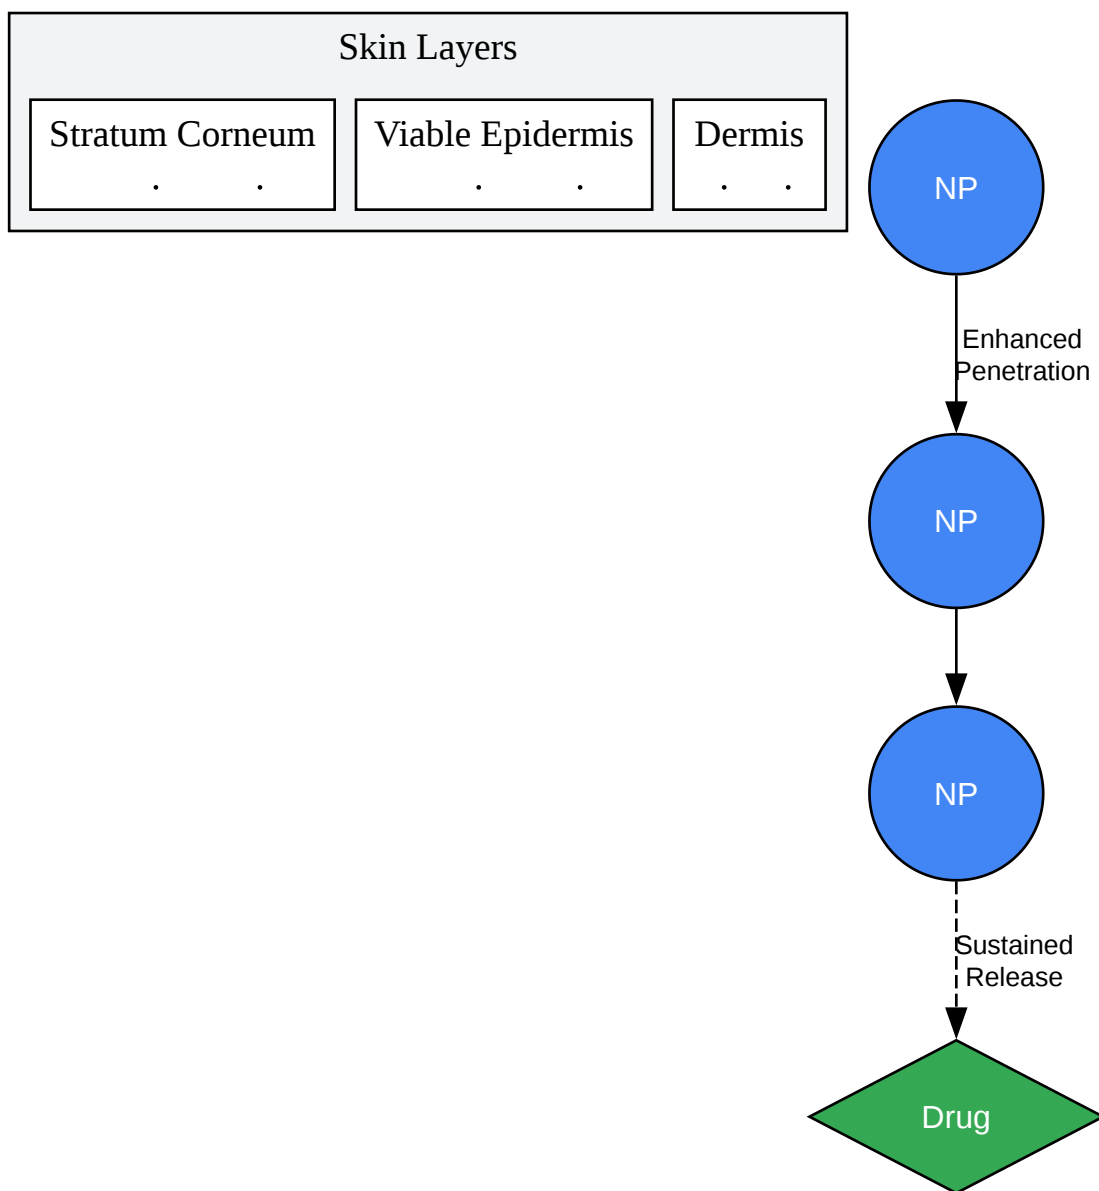 Skin Layers
Stratum Corneum
Viable Epidermis
Dermis
. .
. .
. .
NP
Enhanced
Penetration
NP
NP
Sustained
Release
Drug